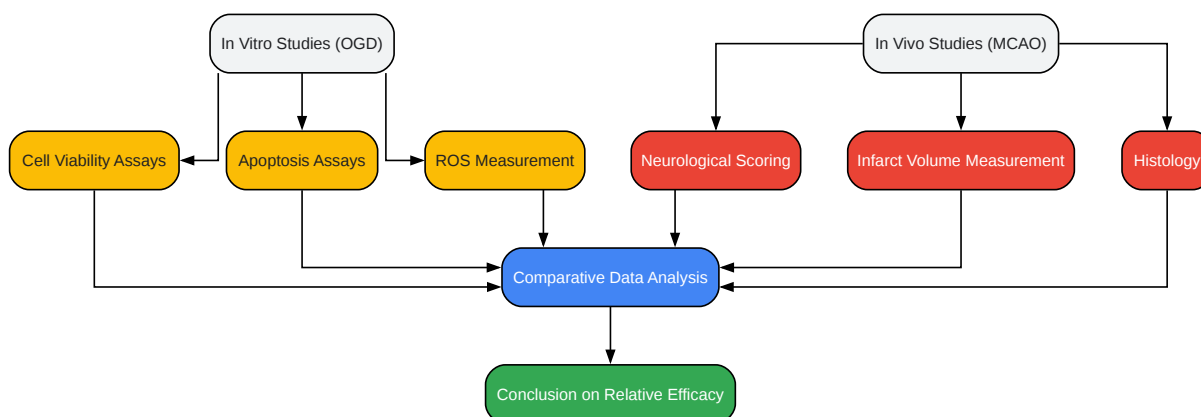 In Vitro Studies (OGD)
In Vivo Studies (MCAO)
Cell Viability Assays
Apoptosis Assays
ROS Measurement
Neurological Scoring
Infarct Volume Measurement
Histology
Comparative Data Analysis
Conclusion on Relative Efficacy